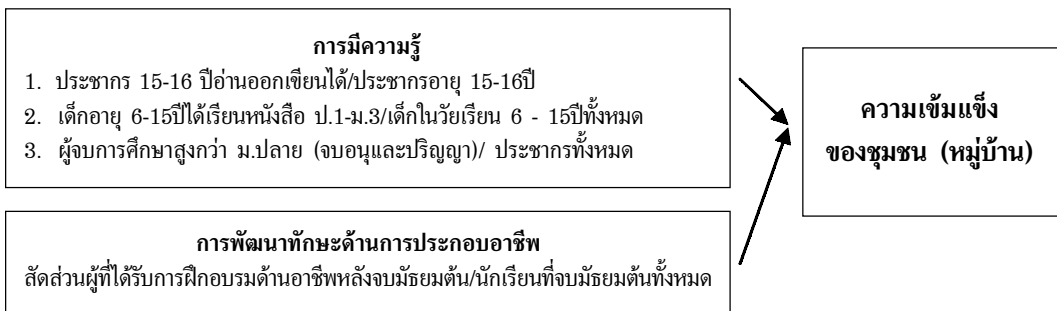 การมีความรู้
1. ประชากร 15-16 ปีอ่านออกเขียนได้/ประชากรอายุ 15-16ปี
2. เด็กอายุ 6-15ปีได้เรียนหนังสือ ป.1-ม.3/เด็กในวัยเรียน 6 - 15ปีทั้งหมด
3. ผู้จบการศึกษาสูงกว่า ม.ปลาย (จบอนุและปริญญา)/ ประชากรทั้งหมด
การพัฒนาทักษะด้านการประกอบอาชีพ
สัดส่วนผู้ที่ได้รับการฝึกอบรมด้านอาชีพหลังจบมัธยมต้น/นักเรียนที่จบมัธยมต้นทั้งหมด
ความเข้มแข็ง
ของชุมชน (หมู่บ้าน)